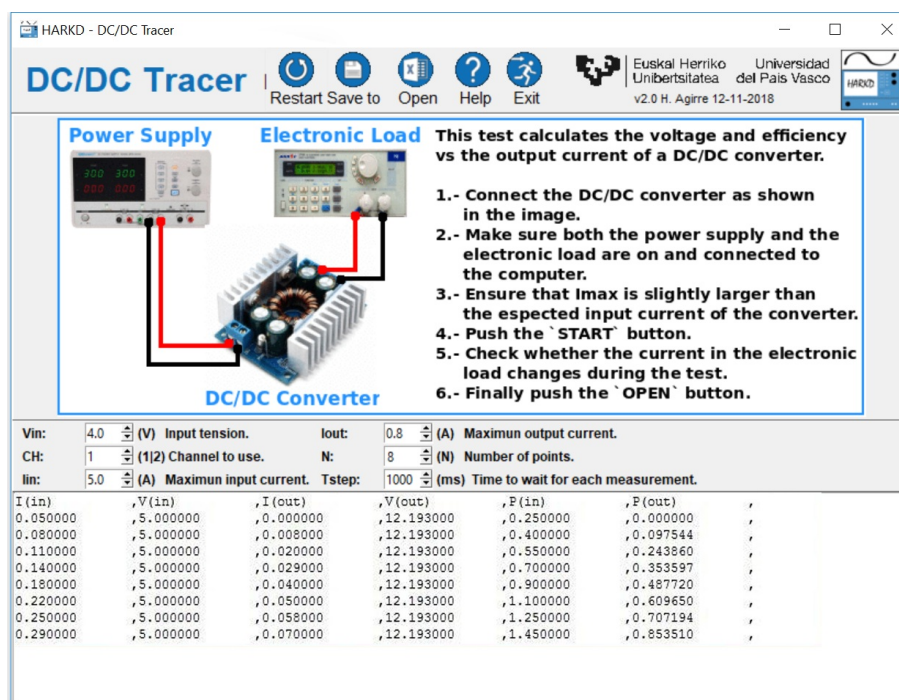 HARKD - DC/DC Tracer
DC/DC Tracer
Restart Save to Open Help Exit
Euskal Herriko Unibertsitatea
Universidad del Pais Vasco
v2.0 H. Agirre 12-11-2018
HARKD
Power Supply
Electronic Load
300 300
DC/DC Converter
This test calculates the voltage and efficiency
vs the output current of a DC/DC converter.
1.- Connect the DC/DC converter as shown
in the image.
2.- Make sure both the power supply and the
electronic load are on and connected to
the computer.
3.- Ensure that Imax is slightly larger than
the espected input current of the converter.
4.- Push the `START` button.
5.- Check whether the current in the electronic
load changes during the test.
6.- Finally push the `OPEN` button.
Vin: 4.0 (V) Input tension. Iout: 0.8 (A) Maximun output current.
CH: 1 (1|2) Channel to use. N: 8 (N) Number of points.
Iin: 5.0 (A) Maximun input current. Tstep: 1000 (ms) Time to wait for each measurement.
I(in) ,V(in) ,I(out) ,V(out) ,P(in) ,P(out) ,
0.050000 ,5.000000 ,0.000000 ,12.193000 ,0.250000 ,0.000000 ,
0.080000 ,5.000000 ,0.008000 ,12.193000 ,0.400000 ,0.097544 ,
0.110000 ,5.000000 ,0.020000 ,12.193000 ,0.550000 ,0.243860 ,
0.140000 ,5.000000 ,0.029000 ,12.193000 ,0.700000 ,0.353597 ,
0.180000 ,5.000000 ,0.040000 ,12.193000 ,0.900000 ,0.487720 ,
0.220000 ,5.000000 ,0.050000 ,12.193000 ,1.100000 ,0.609650 ,
0.250000 ,5.000000 ,0.058000 ,12.193000 ,1.250000 ,0.707194 ,
0.290000 ,5.000000 ,0.070000 ,12.193000 ,1.450000 ,0.853510 ,